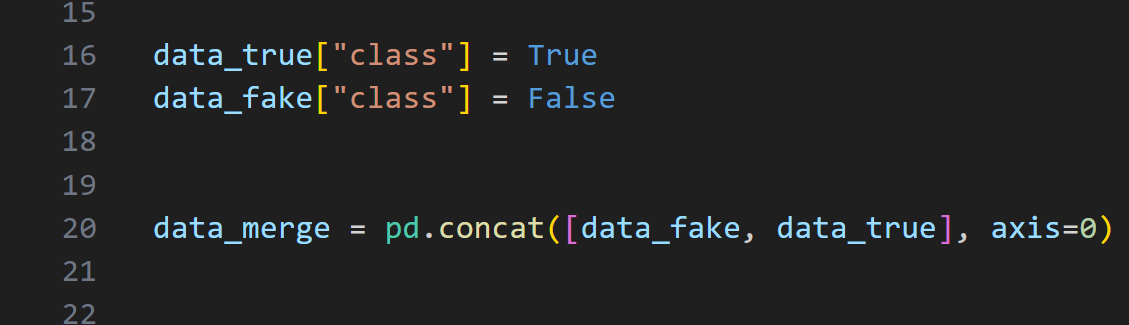 15
16 data_true["class"] = True
17 data_fake["class"] = False
18
19
20 data_merge = pd.concat([data_fake, data_true], axis=0)
21
22